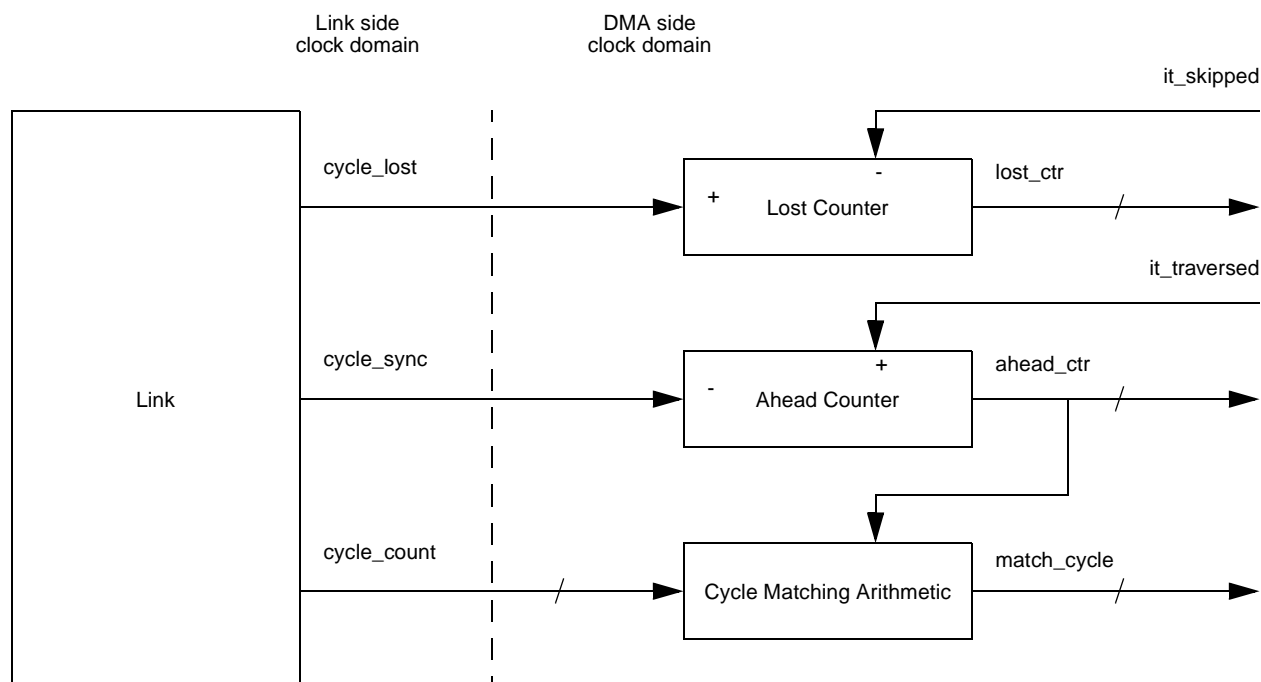 Link side
clock domain
DMA side
clock domain
it_skipped
cycle_lost
-
lost_ctr
+
Lost Counter
it_traversed
cycle_sync
+
ahead_ctr
-
Link
Ahead Counter
cycle_count
match_cycle
Cycle Matching Arithmetic